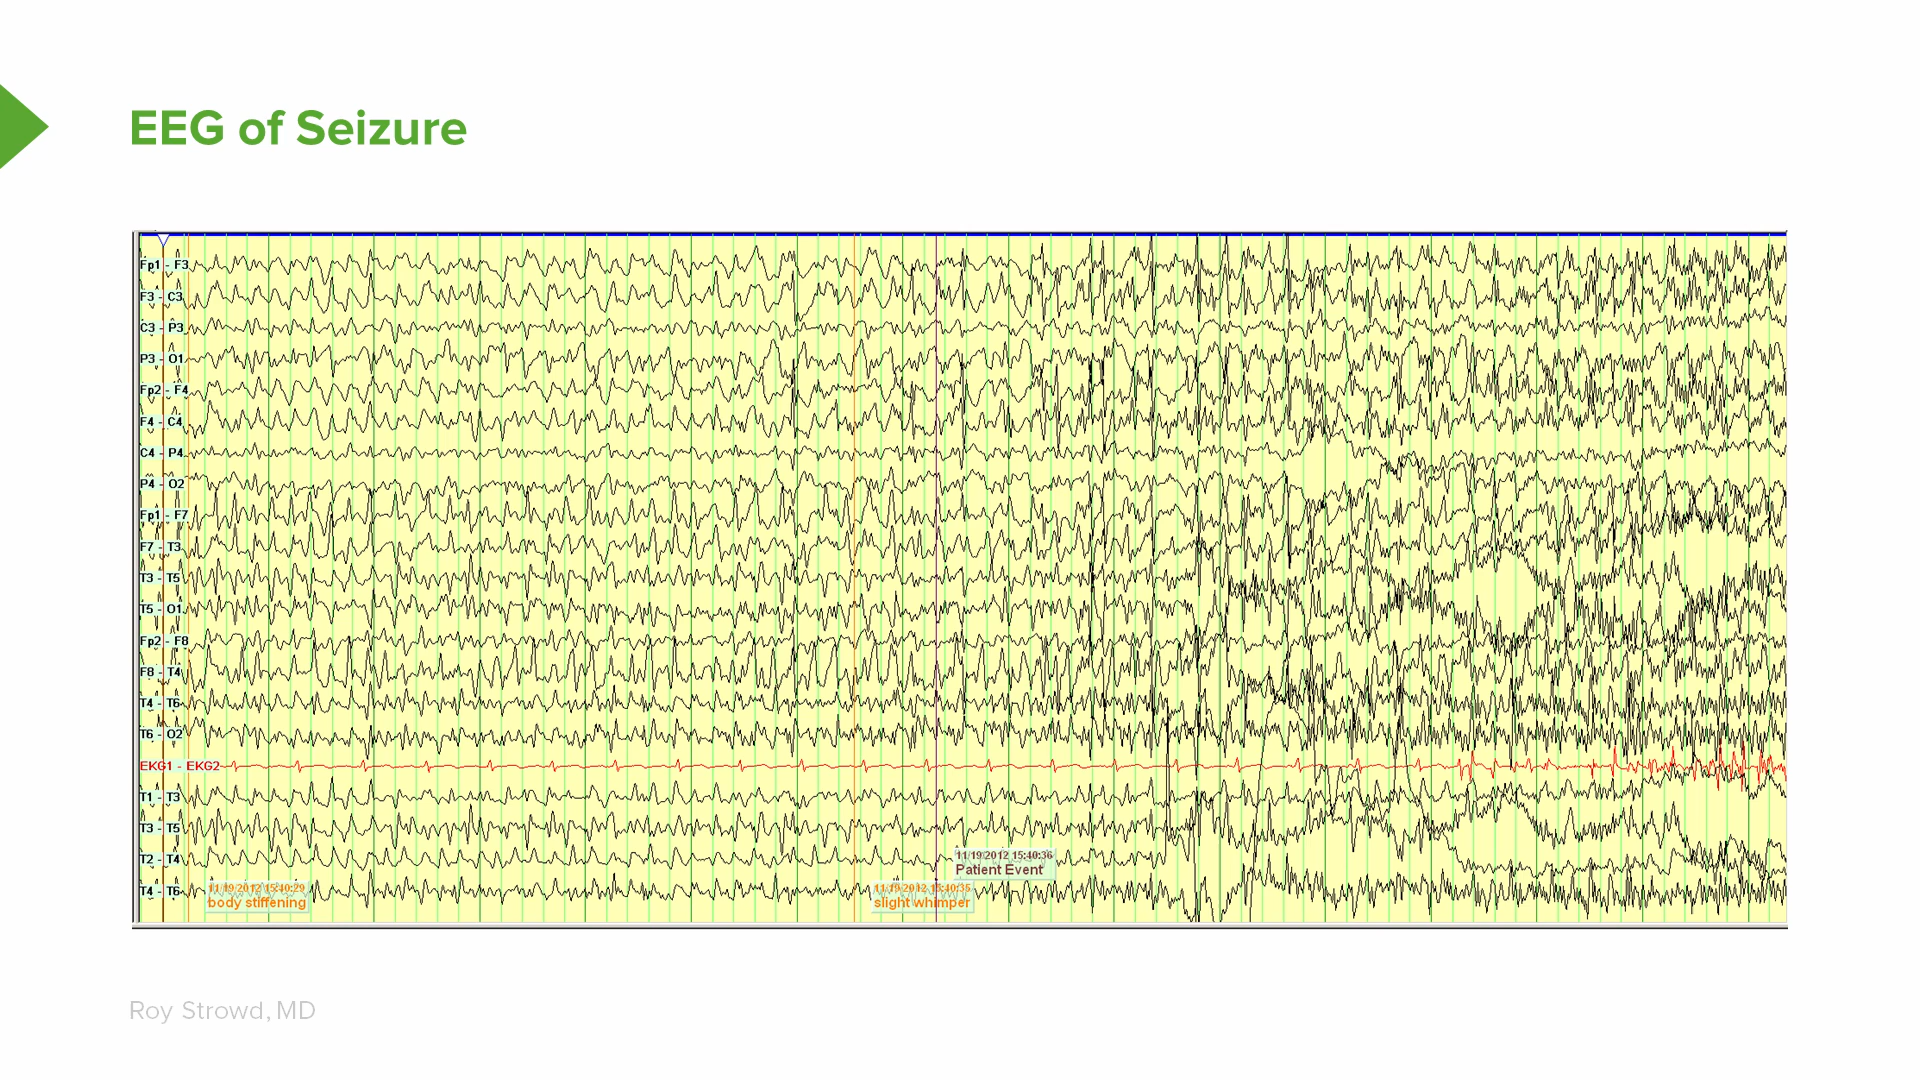 EEG of Seizure
Fp1 - F3
F3 - C3
C3 - P3
P3 - O1
Fp2 - F4
F4 - C4
C4 - P4
P4 - O2
Fp1 - F7
F7 - T3
T3 - T5
T5 - O1
Fp2 - F8
F8 - T4
T4 - T6
T6 - O2
EKG1 - EKG2
T1 - T3
T3 - T5
T2 - T4
T4 - T6
11/19/2012 15:40:29
body stiffening
11/19/2012 15:40:35
slight whimper
11/19/2012 15:40:36
Patient Event
Roy Strowd, MD